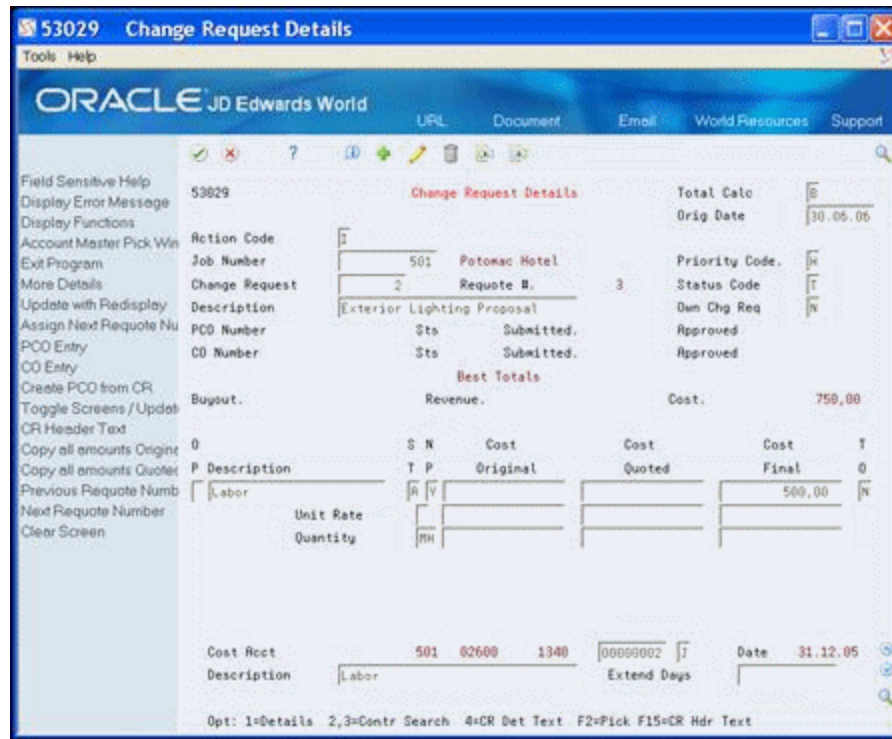 53029 Change Request Details
Tools Help
ORACLE JD Edwards World
URL Document Email World Resources Support
Field Sensitive Help
Display Error Message
Display Functions
Account Master Pick Win
Exit Program
More Details
Update with Redisplay
Assign Next Requote Nu
PCO Entry
CO Entry
Create PCO from CR
Toggle Screens / Updat
CR Header Text
Copy all amounts Origina
Copy all amounts Quoted
Previous Requote Numb
Next Requote Number
Clear Screen
53029 Change Request Details Total Calc B
Orig Date 30.06.06
Action Code I
Job Number 501 Potomac Hotel Priority Code. H
Change Request 2 Requote #. 3 Status Code T
Description Exterior Lighting Proposal Own Chg Req N
PCO Number Sts Submitted. Approved
CO Number Sts Submitted. Approved
Best Totals
Buyout. Revenue. Cost. 750,00
O S N Cost Cost Cost T
P Description T P Original Quoted Final O
Labor A Y 500,00 N
Unit Rate
Quantity MH
Cost Acct 501 02600 1340 00000002 J Date 31.12.05
Description Labor Extend Days
Opt: 1=Details 2,3=Contr Search 4=CR Det Text F2=Pick F15=CR Hdr Text